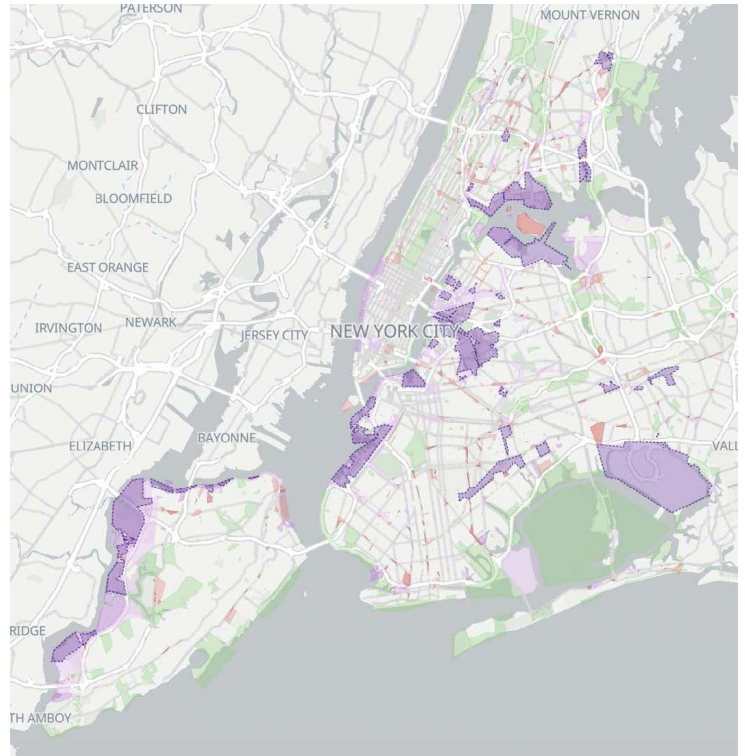 PATERSON
MOUNT VERNON
CLIFTON
MONTCLAIR
BLOOMFIELD
EAST ORANGE
IRVINGTON
NEWARK
JERSEY CITY
NEW YORK CITY
UNION
ELIZABETH
BAYONNE
VALL
RIDGE
TH AMBOY